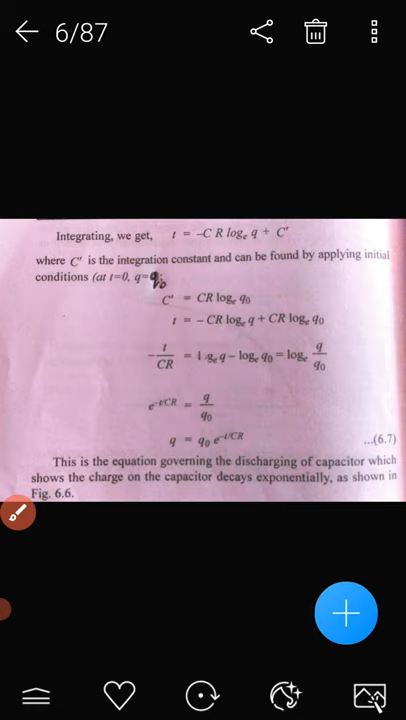 6/87
Integrating, we get, t = –C R logₑ q + C'
where C' is the integration constant and can be found by applying initial
conditions (at t=0, q=q₀
C' = CR logₑ q₀
t = – CR logₑ q + CR logₑ q₀
–t/CR = logₑ q – logₑ q₀ = logₑ q/q₀
e^(–t/CR) = q/q₀
q = q₀ e^(–t/CR) ...(6.7)
This is the equation governing the discharging of capacitor which
shows the charge on the capacitor decays exponentially, as shown in
Fig. 6.6.